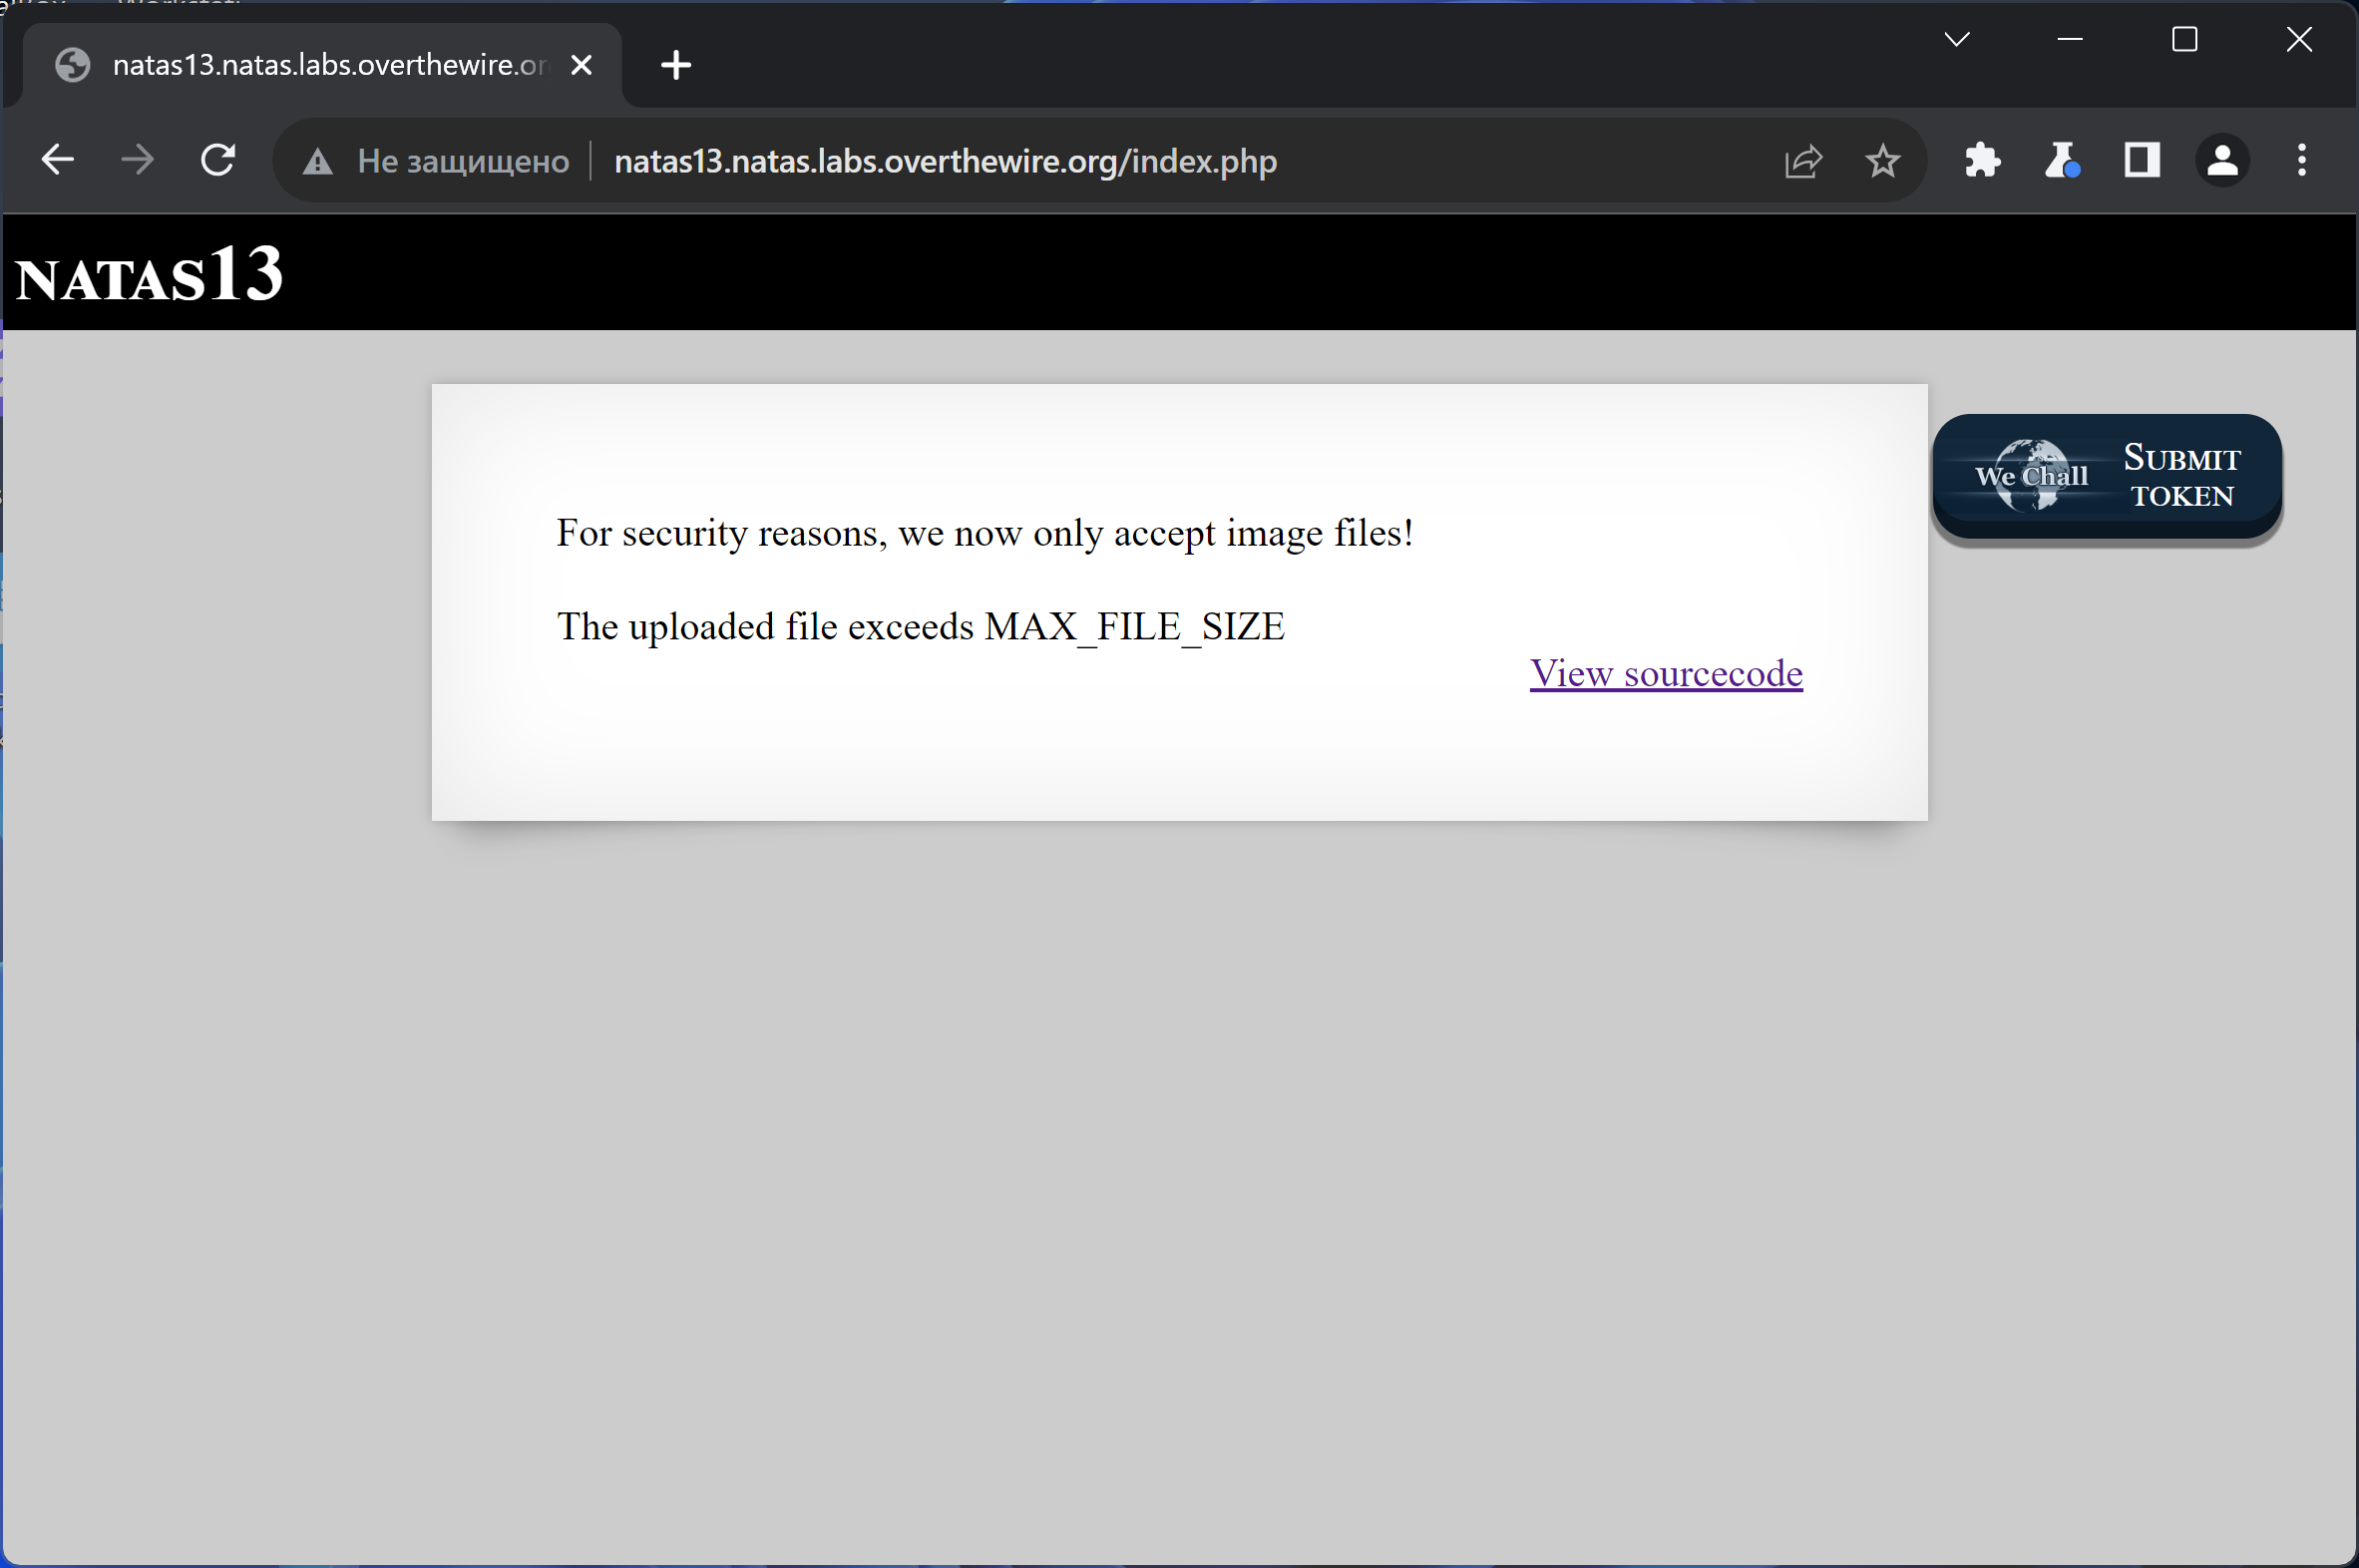 natas13.natas.labs.overthewire.or
Не защищено
natas13.natas.labs.overthewire.org/index.php
NATAS13
For security reasons, we now only accept image files!
The uploaded file exceeds MAX_FILE_SIZE
View sourcecode
We Chall
SUBMIT
TOKEN